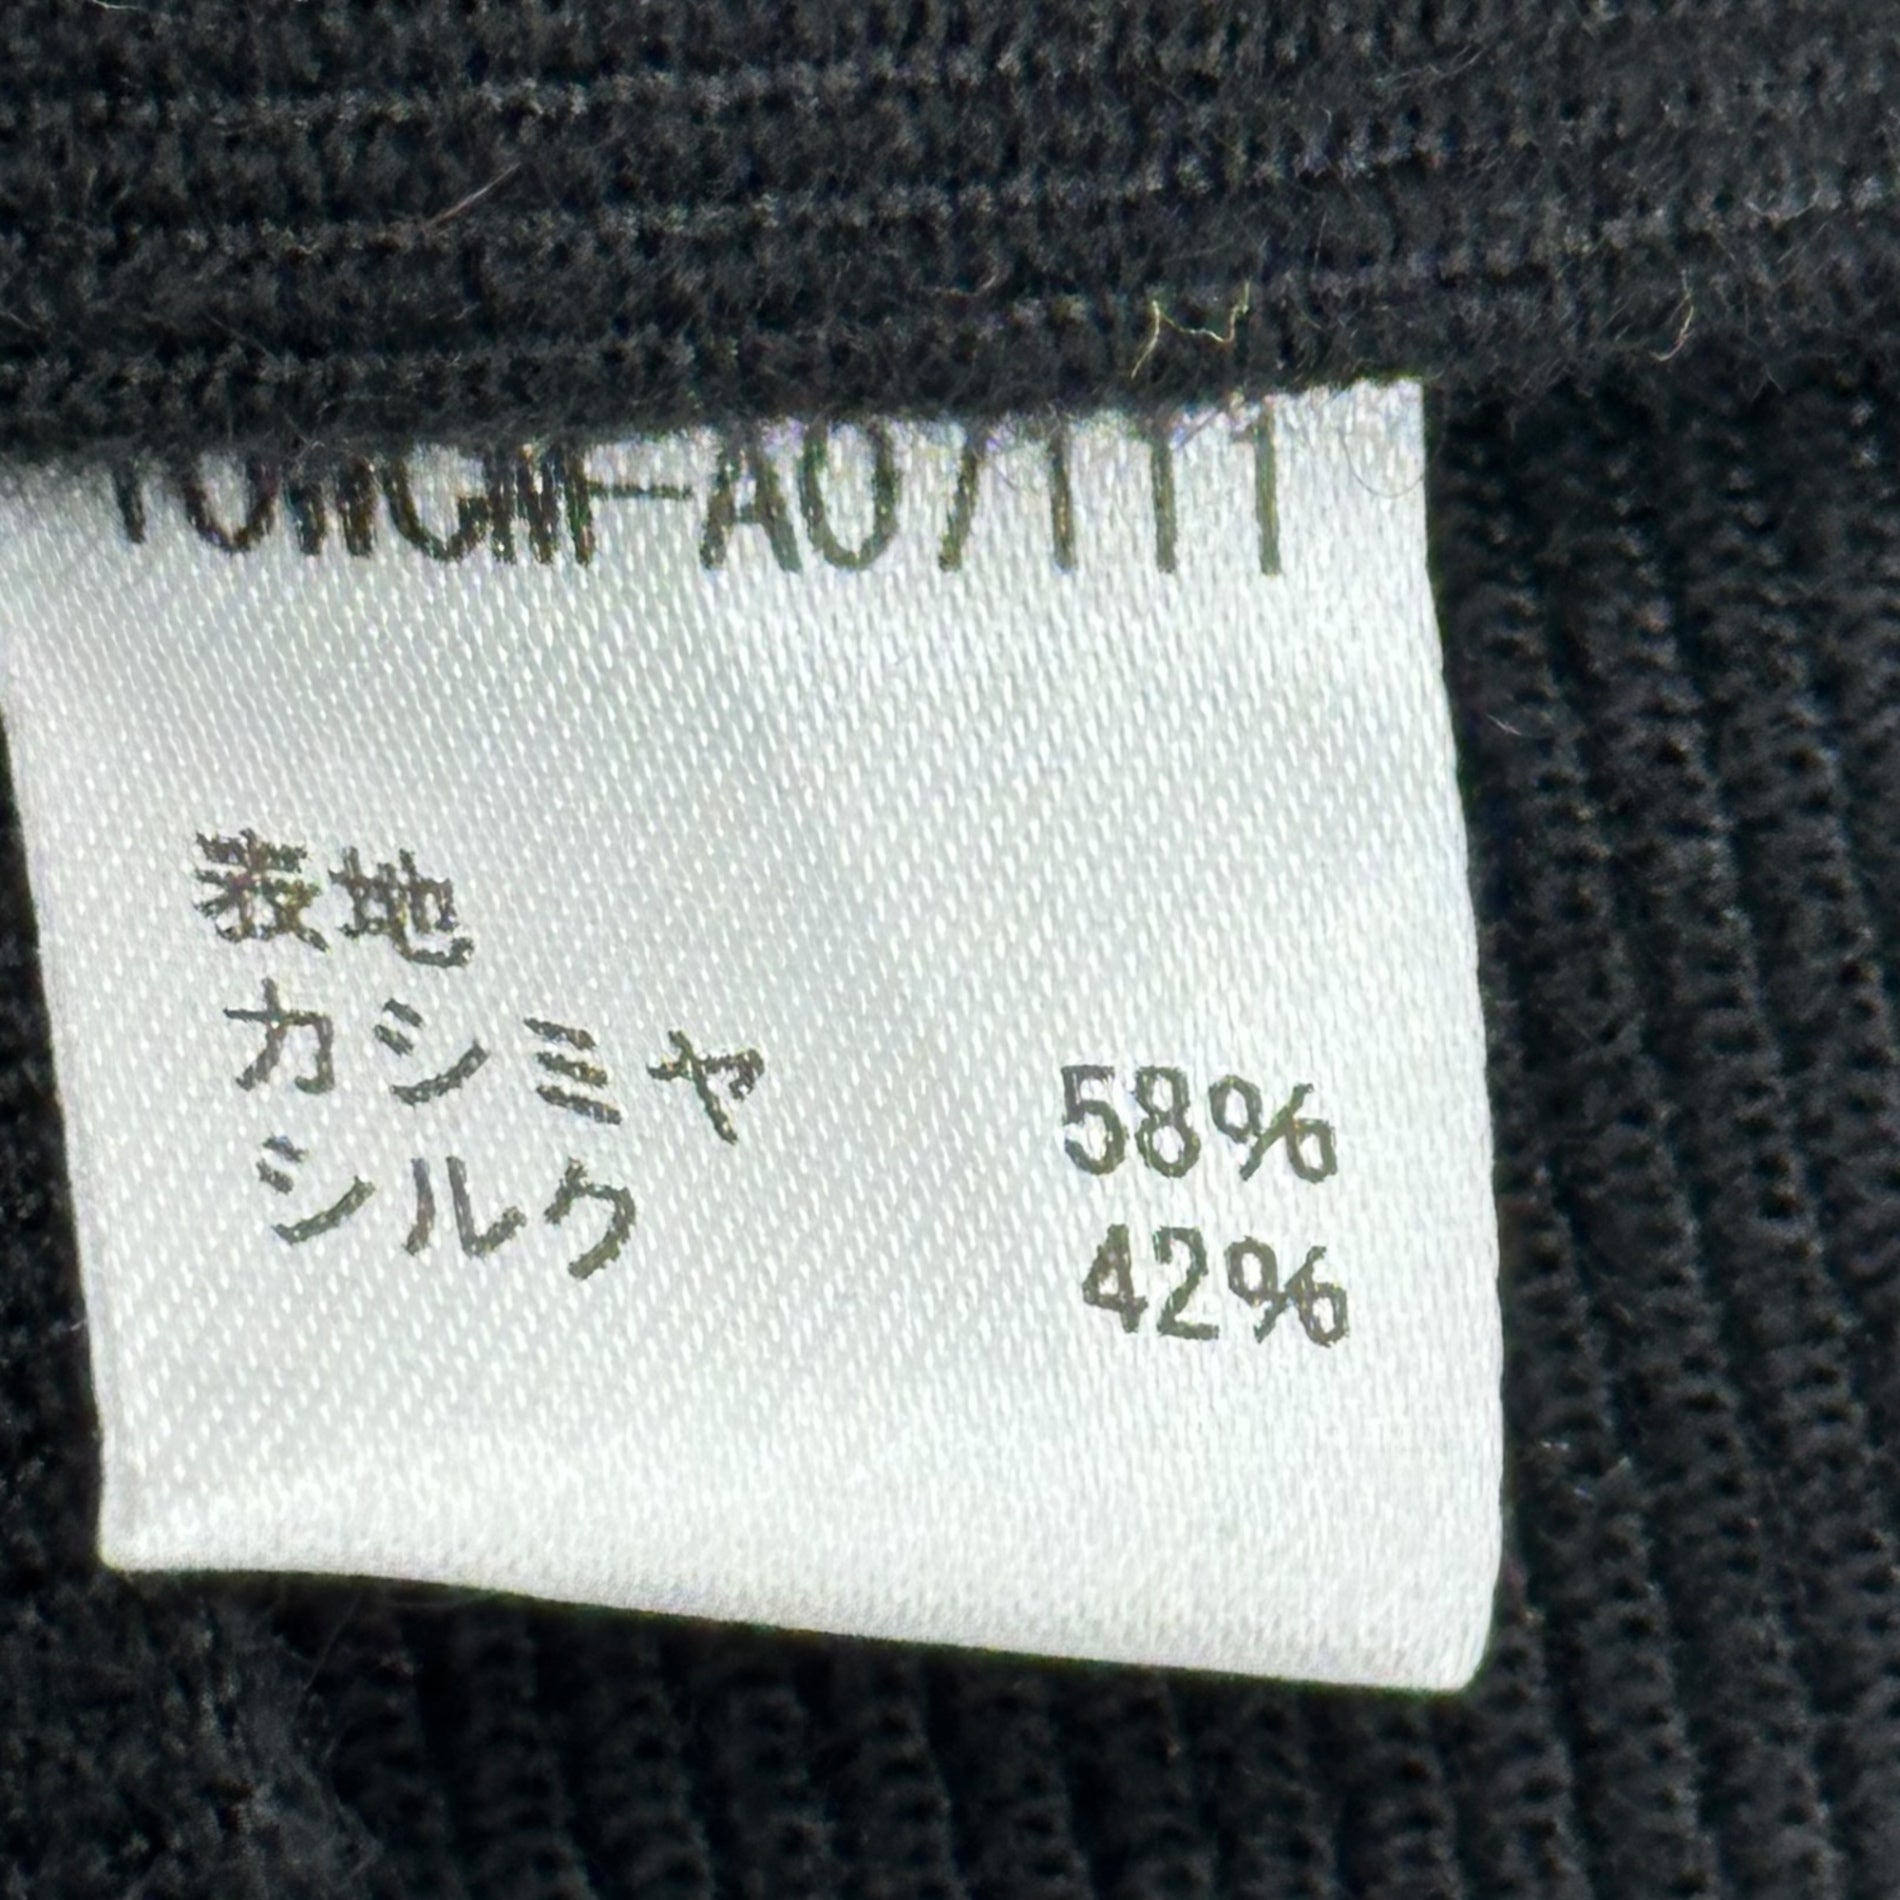 表地
カシミヤ 58%
シルク 42%